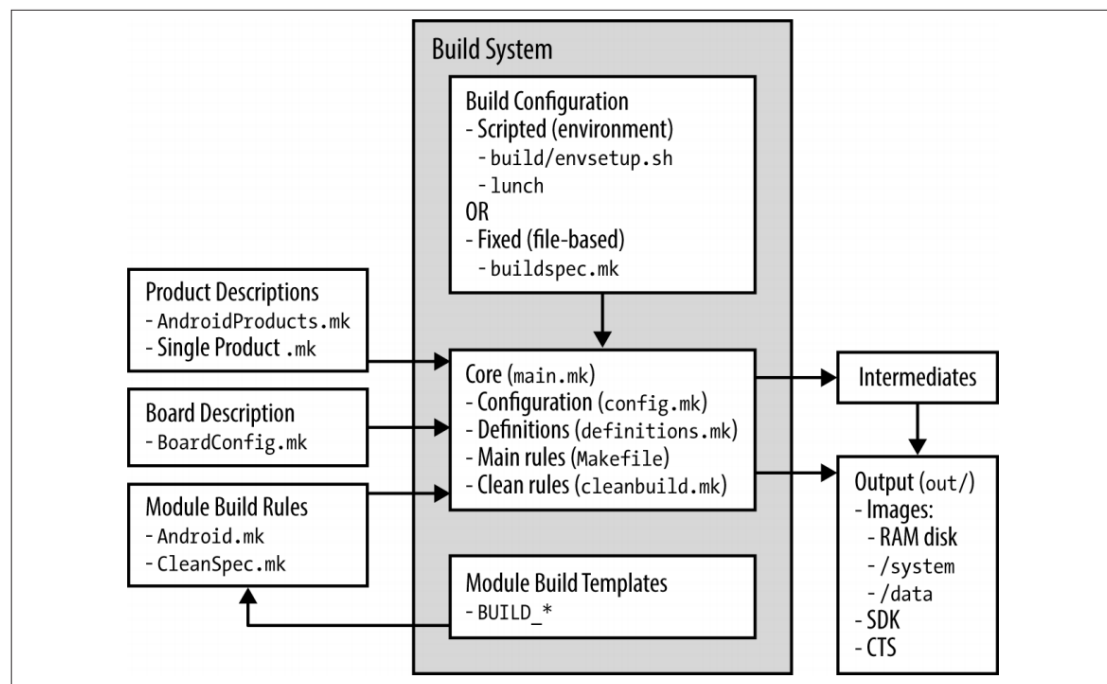 Build System
Build Configuration
- Scripted (environment)
- build/envsetup.sh
- lunch
OR
- Fixed (file-based)
- buildspec.mk
Product Descriptions
- AndroidProducts.mk
- Single Product .mk
Board Description
- BoardConfig.mk
Module Build Rules
- Android.mk
- CleanSpec.mk
Core (main.mk)
- Configuration (config.mk)
- Definitions (definitions.mk)
- Main rules (Makefile)
- Clean rules (cleanbuild.mk)
Module Build Templates
- BUILD_*
Intermediates
Output (out/)
- Images:
- RAM disk
- /system
- /data
- SDK
- CTS